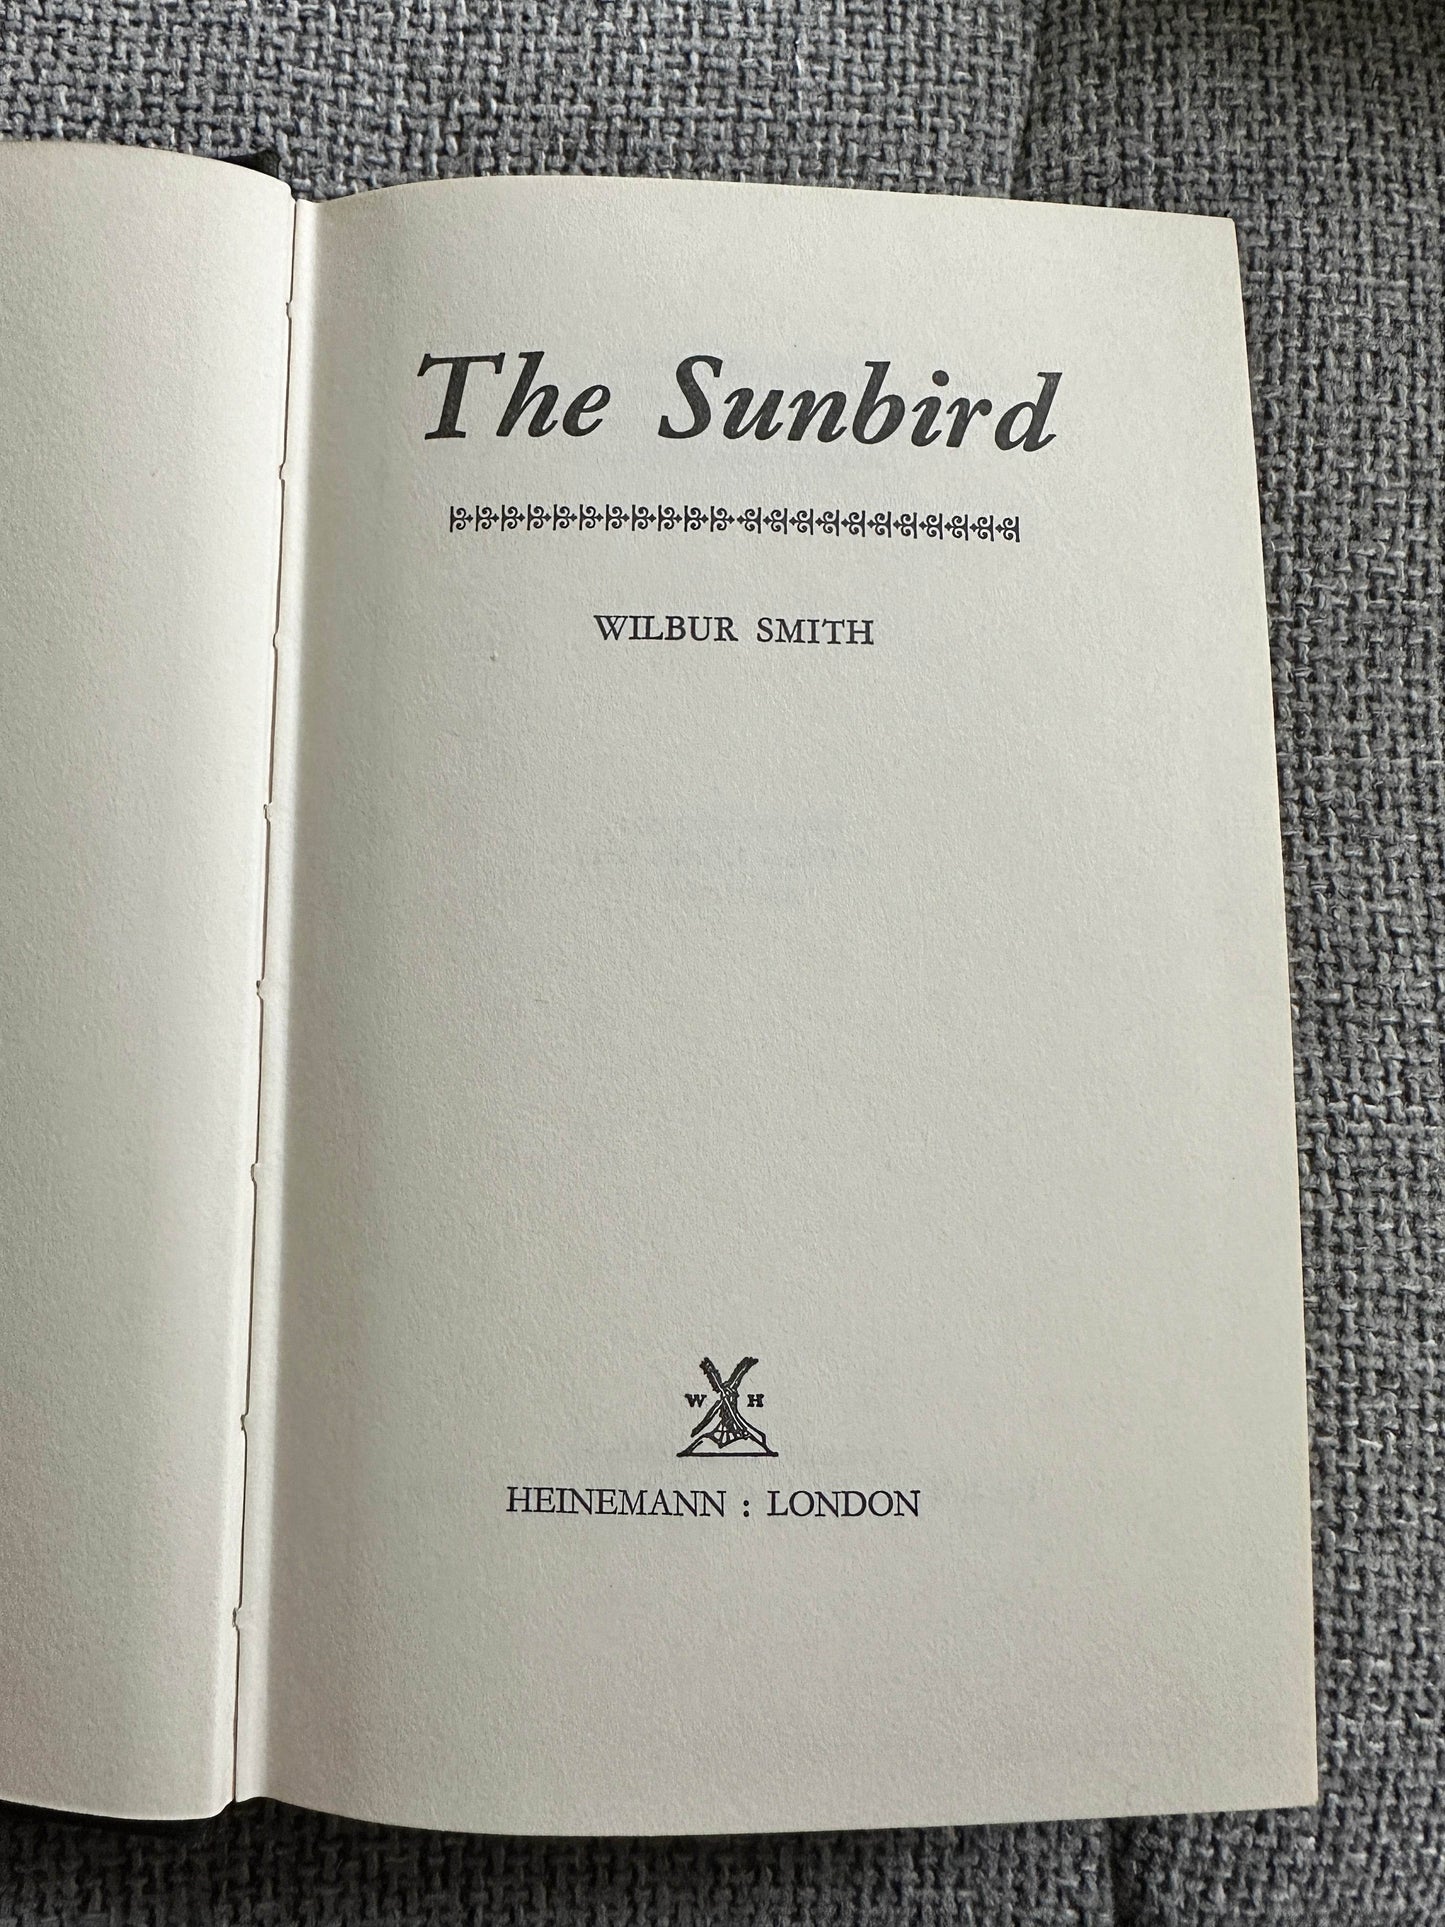 The Sunbird
WILBUR SMITH
W H
HEINEMANN : LONDON